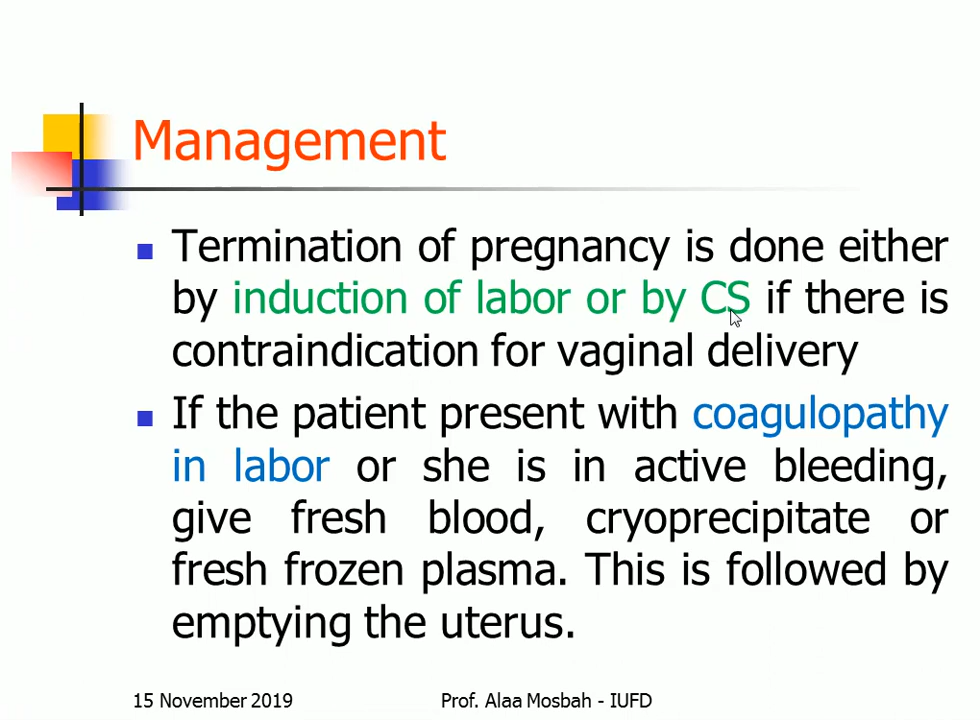 Management
Termination of pregnancy is done either
by induction of labor or by CS if there is
contraindication for vaginal delivery
If the patient present with coagulopathy
in labor or she is in active bleeding,
give fresh blood, cryoprecipitate or
fresh frozen plasma. This is followed by
emptying the uterus.
15 November 2019 Prof. Alaa Mosbah - IUFD